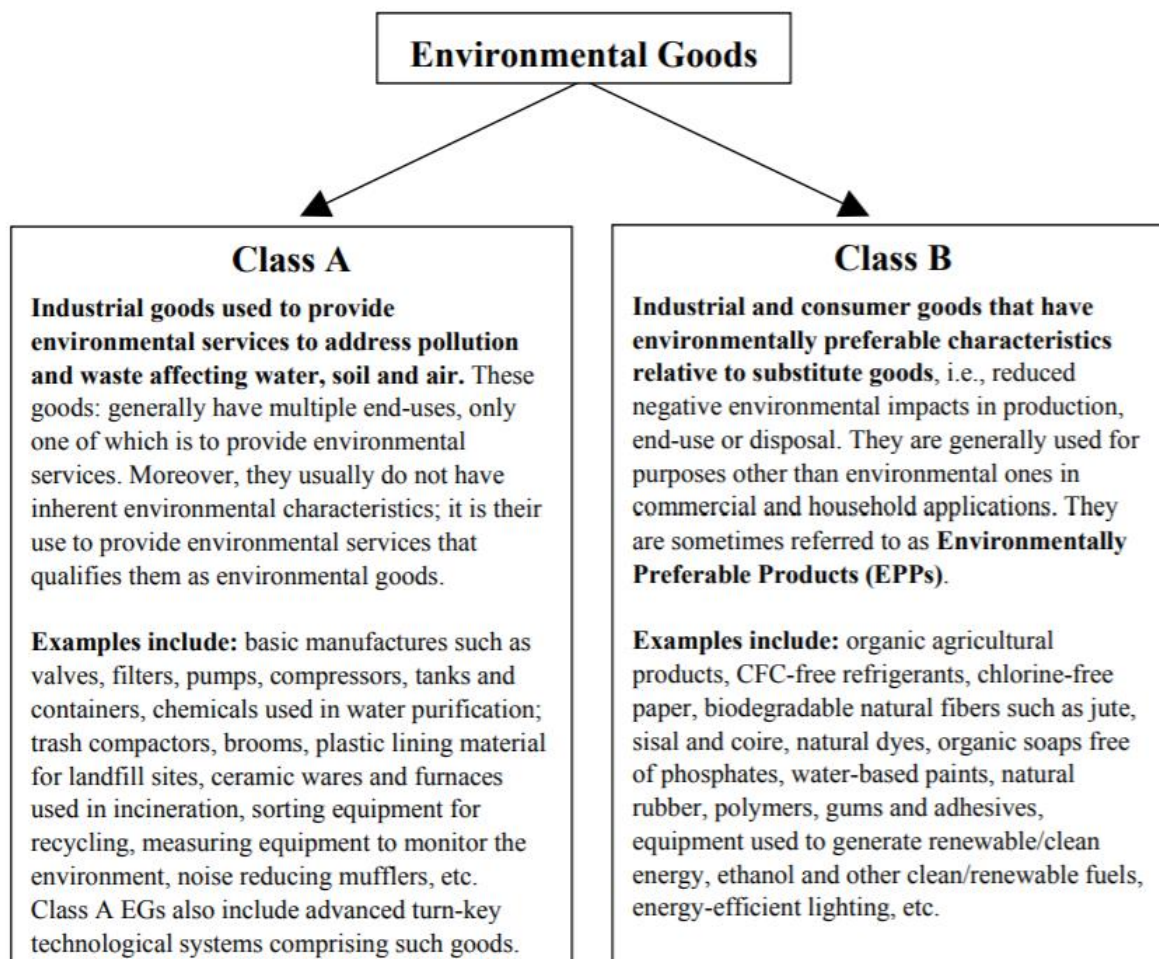 Environmental Goods
Class A
Industrial goods used to provide
environmental services to address pollution
and waste affecting water, soil and air. These
goods: generally have multiple end-uses, only
one of which is to provide environmental
services. Moreover, they usually do not have
inherent environmental characteristics; it is their
use to provide environmental services that
qualifies them as environmental goods.
Examples include: basic manufactures such as
valves, filters, pumps, compressors, tanks and
containers, chemicals used in water purification;
trash compactors, brooms, plastic lining material
for landfill sites, ceramic wares and furnaces
used in incineration, sorting equipment for
recycling, measuring equipment to monitor the
environment, noise reducing mufflers, etc.
Class A EGs also include advanced turn-key
technological systems comprising such goods.
Class B
Industrial and consumer goods that have
environmentally preferable characteristics
relative to substitute goods, i.e., reduced
negative environmental impacts in production,
end-use or disposal. They are generally used for
purposes other than environmental ones in
commercial and household applications. They
are sometimes referred to as Environmentally
Preferable Products (EPPs).
Examples include: organic agricultural
products, CFC-free refrigerants, chlorine-free
paper, biodegradable natural fibers such as jute,
sisal and coire, natural dyes, organic soaps free
of phosphates, water-based paints, natural
rubber, polymers, gums and adhesives,
equipment used to generate renewable/clean
energy, ethanol and other clean/renewable fuels,
energy-efficient lighting, etc.